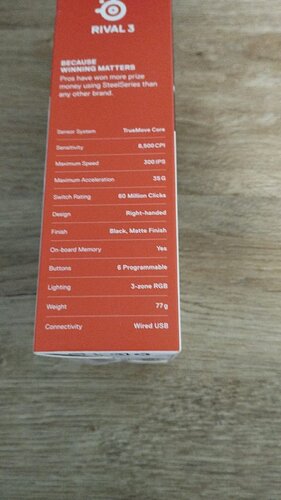 RIVAL 3
BECAUSE
WINNING MATTERS
Pros have won more prize
money using SteelSeries than
any other brand.
Sensor System TrueMove Core
Sensitivity 8,500 CPI
Maximum Speed 300 IPS
Maximum Acceleration 35 G
Switch Rating 60 Million Clicks
Design Right-handed
Finish Black, Matte Finish
On-board Memory Yes
Buttons 6 Programmable
Lighting 3-zone RGB
Weight 77 g
Connectivity Wired USB